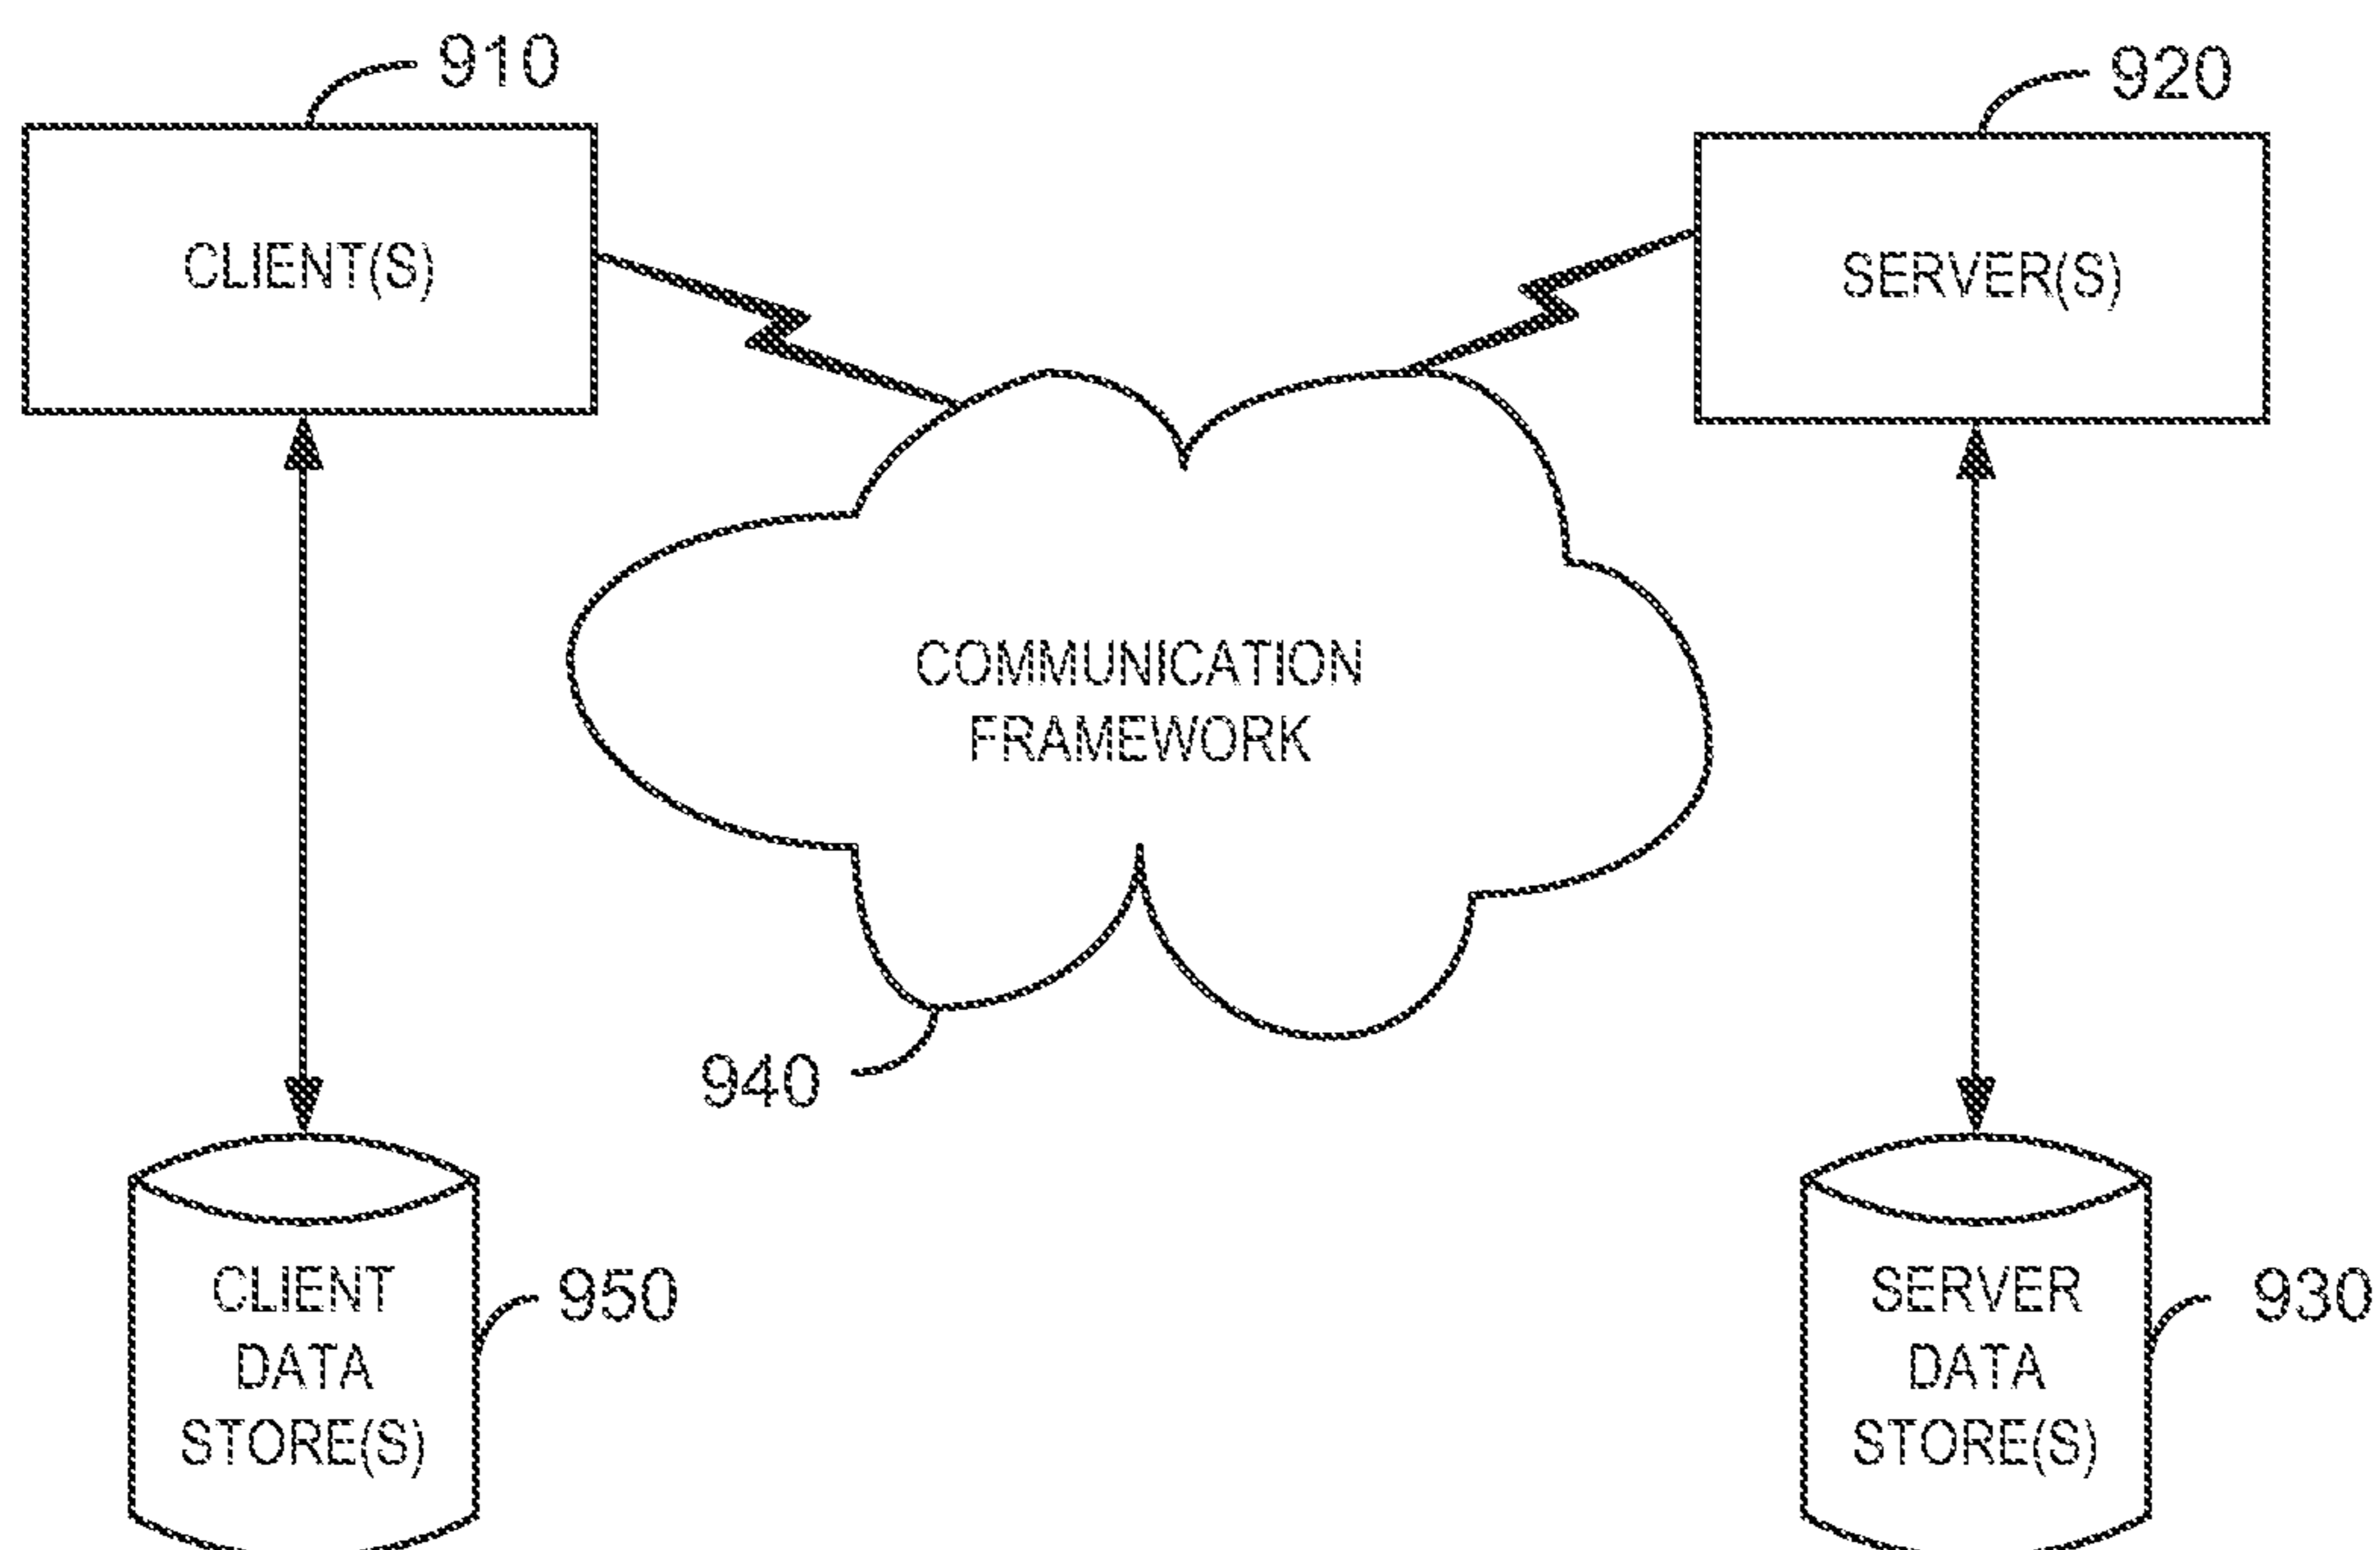 910
920
CLIENT(S)
SERVER(S)
COMMUNICATION
FRAMEWORK
940
CLIENT
DATA
STORE(S)
950
SERVER
DATA
STORE(S)
930